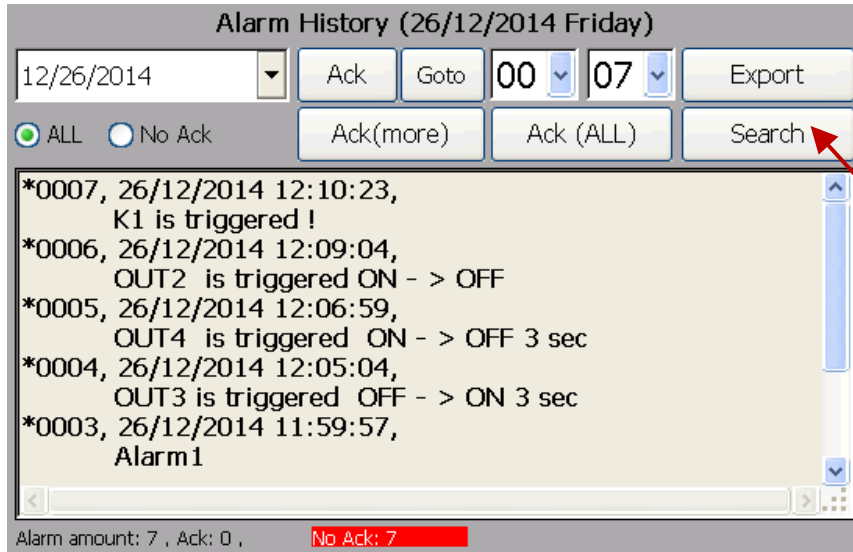 Alarm History (26/12/2014 Friday)
12/26/2014 Ack Goto 00 07 Export
ALL No Ack Ack(more) Ack (ALL) Search
*0007, 26/12/2014 12:10:23,
K1 is triggered !
*0006, 26/12/2014 12:09:04,
OUT2 is triggered ON - > OFF
*0005, 26/12/2014 12:06:59,
OUT4 is triggered ON - > OFF 3 sec
*0004, 26/12/2014 12:05:04,
OUT3 is triggered OFF - > ON 3 sec
*0003, 26/12/2014 11:59:57,
Alarm1
Alarm amount: 7 , Ack: 0 , No Ack: 7